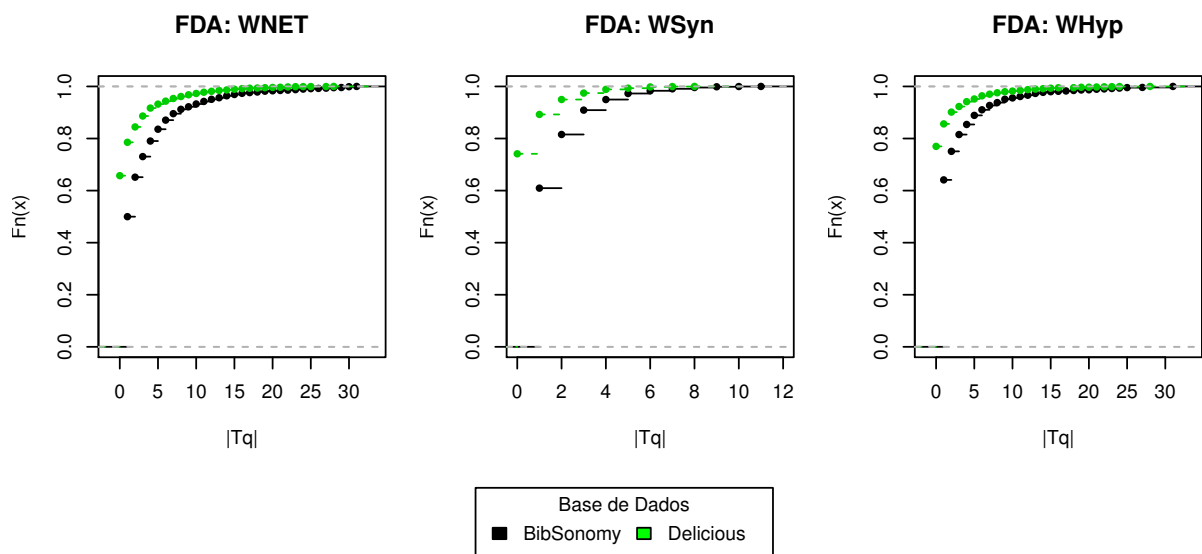 FDA: WNET
Fn(x)
1.0
0.8
0.6
0.4
0.2
0.0
0 5 10 15 20 25 30
|Tq|
FDA: WSyn
Fn(x)
1.0
0.8
0.6
0.4
0.2
0.0
0 2 4 6 8 10 12
|Tq|
FDA: WHyp
Fn(x)
1.0
0.8
0.6
0.4
0.2
0.0
0 5 10 15 20 25 30
|Tq|
Base de Dados
BibSonomy Delicious